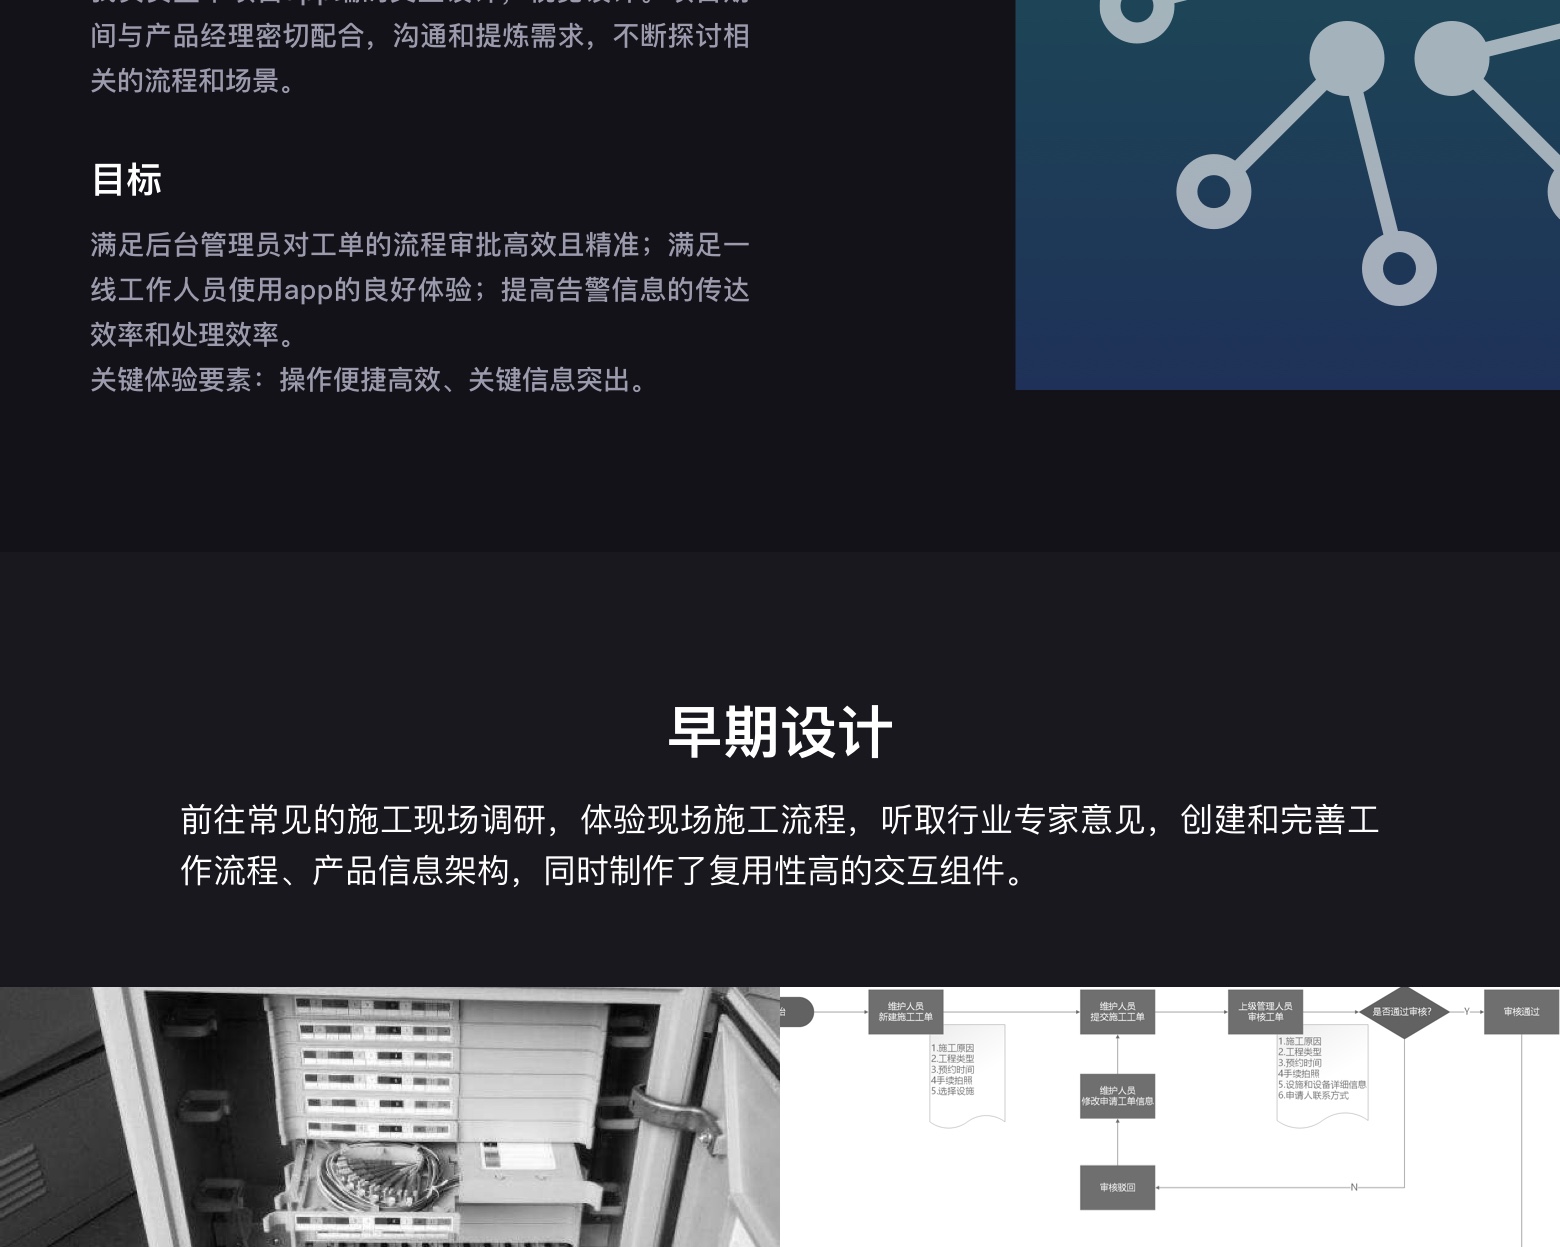 间与产品经理密切配合，沟通和提炼需求，不断探讨相
关的流程和场景。
目标
满足后台管理员对工单的流程审批高效且精准；满足一
线工作人员使用app的良好体验；提高告警信息的传达
效率和处理效率。
关键体验要素：操作便捷高效、关键信息突出。
早期设计
前往常见的施工现场调研，体验现场施工流程，听取行业专家意见，创建和完善工
作流程、产品信息架构，同时制作了复用性高的交互组件。
维护人员
新建施工工单
维护人员
提交施工工单
上级管理人员
审核工单
是否通过审核?
Y
审核通过
1.施工原因
2.工程类型
3.预约时间
4手续拍照
5.选择设施
1.施工原因
2.工程类型
3.预约时间
4手续拍照
5.设施和设备详细信息
6.申请人联系方式
维护人员
修改申请工单信息
审核驳回
N